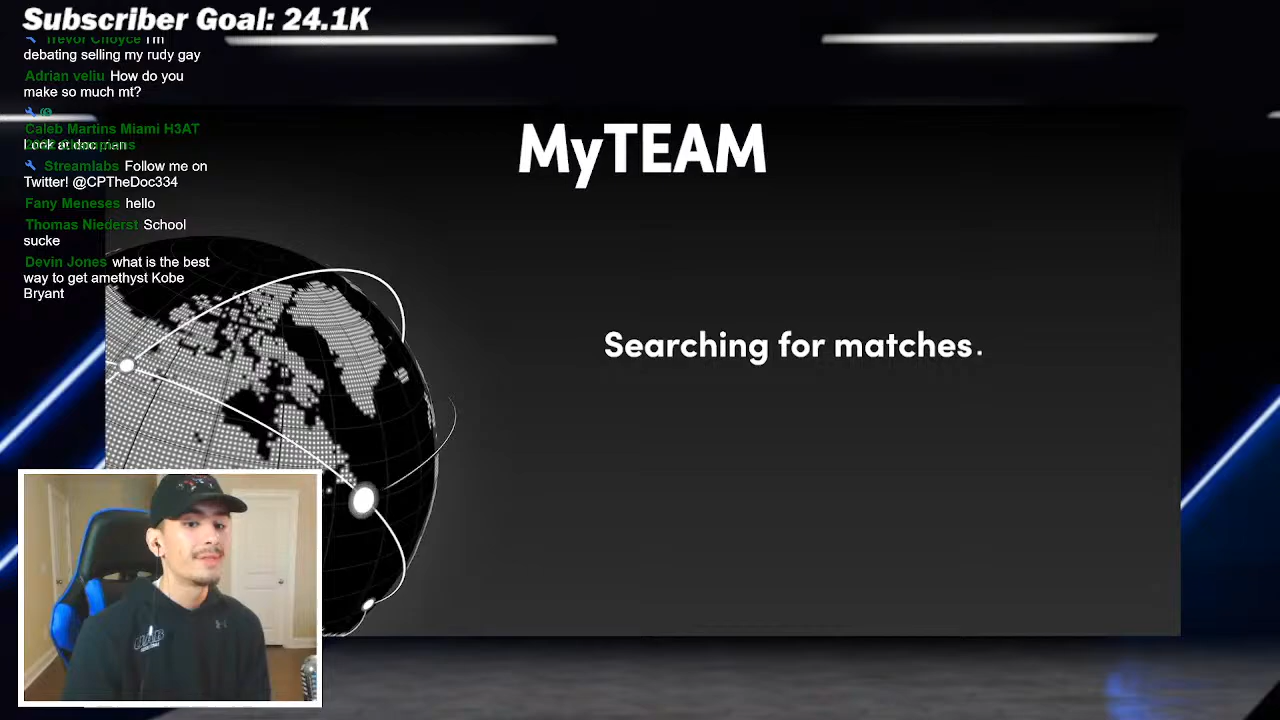 Subscriber Goal: 24.1K
Trevor Choyce I'm
debating selling my rudy gay
Adrian veliu How do you
make so much mt?
Caleb Martins Miami H3AT
Streamlabs Follow me on
Twitter! @CPTheDoc334
Fany Meneses hello
Thomas Niederst School
sucke
Devin Jones what is the best
way to get amethyst Kobe
Bryant
MyTEAM
Searching for matches.